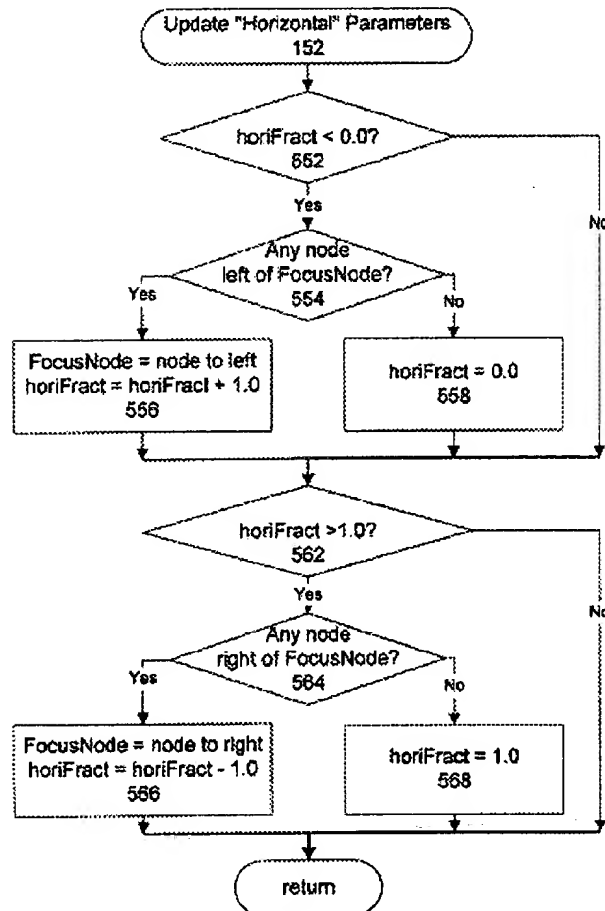 Update "Horizontal" Parameters
152
horiFract < 0.0?
552
Yes
No
Any node
left of FocusNode?
554
Yes
No
FocusNode = node to left
horiFract = horiFract + 1.0
556
horiFract = 0.0
558
horiFract >1.0?
562
Yes
No
Any node
right of FocusNode?
564
Yes
No
FocusNode = node to right
horiFract = horiFract - 1.0
566
horiFract = 1.0
568
return